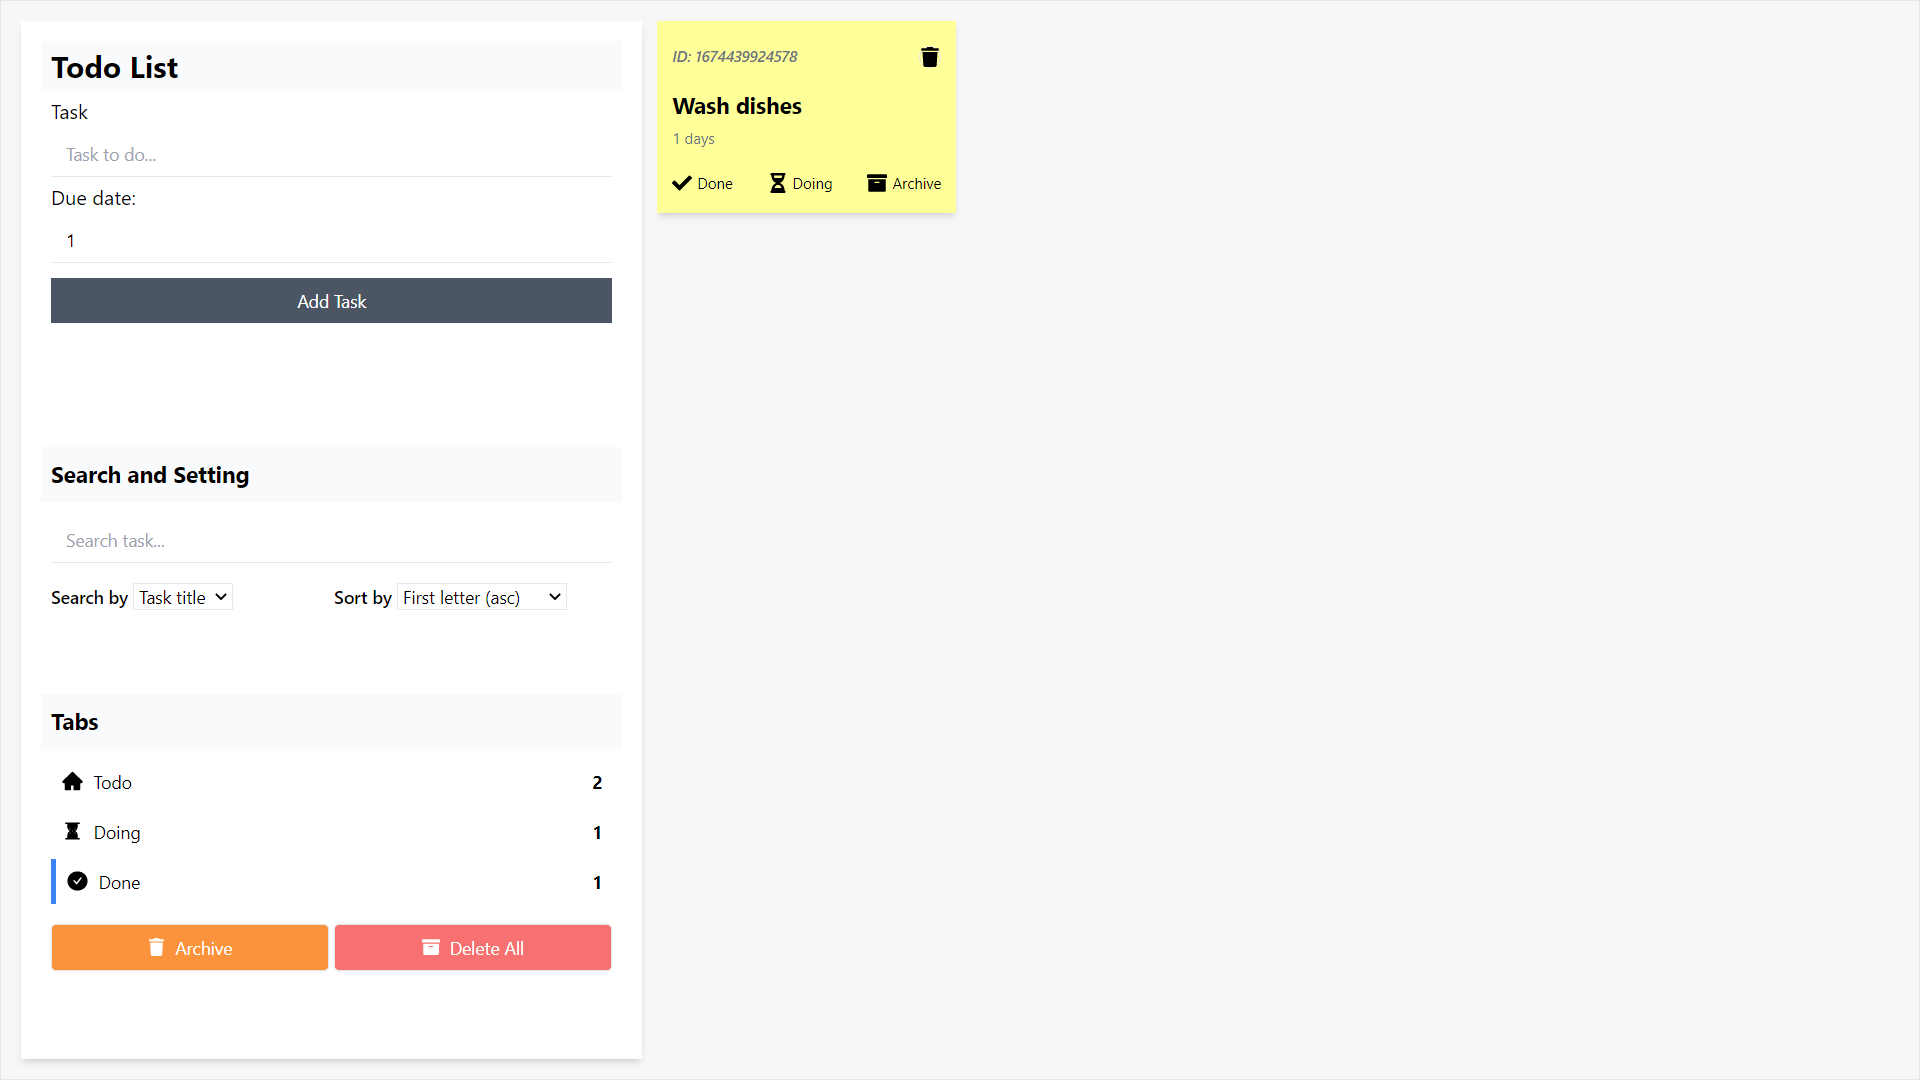 Todo List
Task
Task to do...
Due date:
1
Add Task
Search and Setting
Search task...
Search by Task title Sort by First letter (asc)
Tabs
Todo 2
Doing 1
Done 1
Archive Delete All
ID: 1674439924578
Wash dishes
1 days
Done Doing Archive